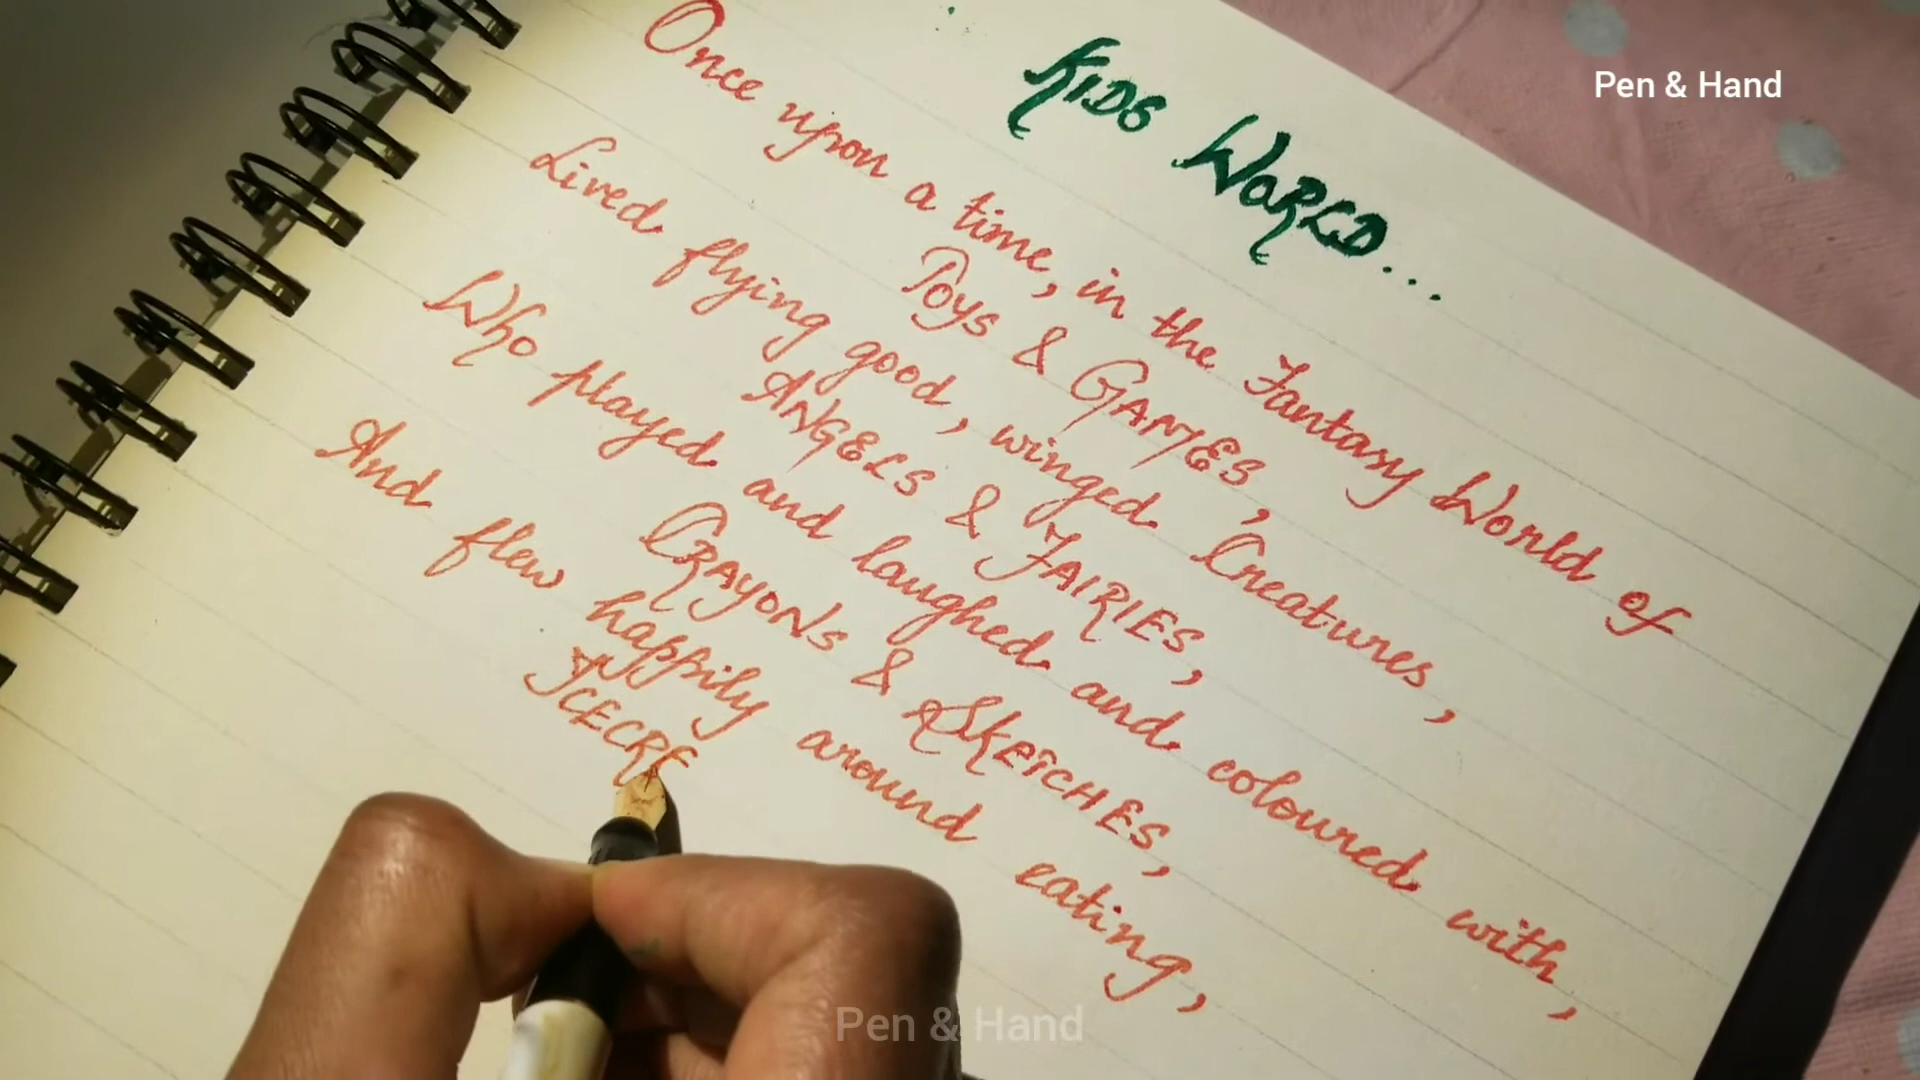 Pen & Hand
KIDS WORLD...
Once upon a time, in the Fantasy World of
Toys & GAMES,
Lived flying good, winged Creatures,
ANGELS & FAIRIES,
Who played and laughed and coloured with,
CRAYONS & SKETCHES,
And flew happily around eating,
ICECRE
Pen & Hand